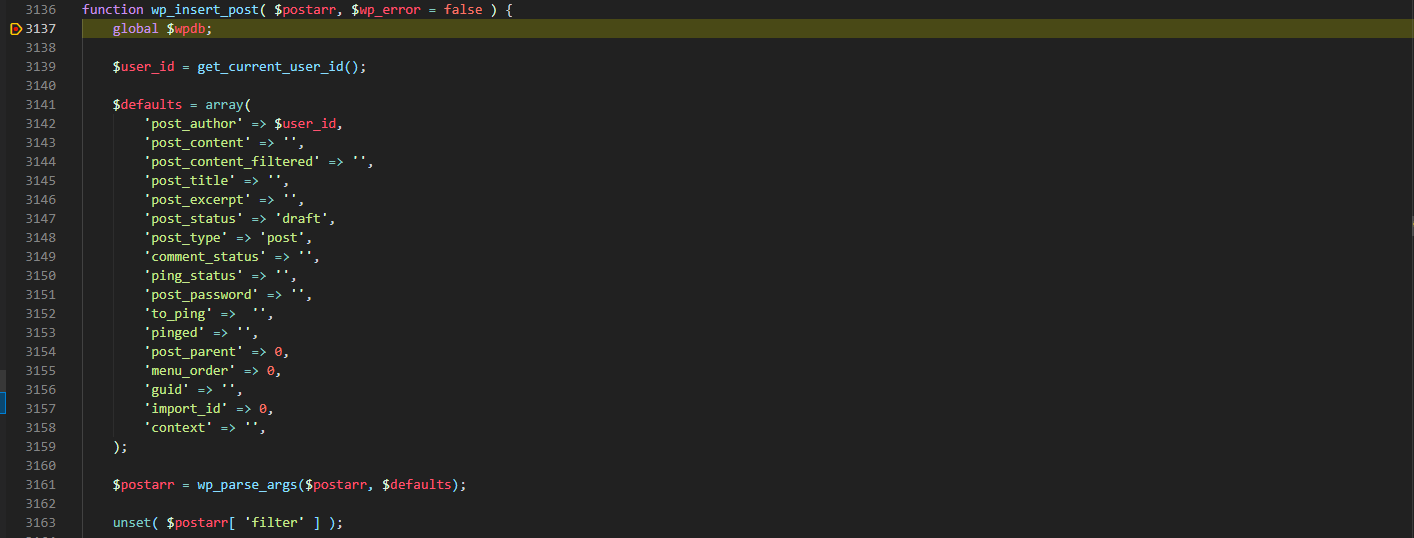 3136 function wp_insert_post( $postarr, $wp_error = false ) {
3137 global $wpdb;
3138
3139 $user_id = get_current_user_id();
3140
3141 $defaults = array(
3142 'post_author' => $user_id,
3143 'post_content' => '',
3144 'post_content_filtered' => '',
3145 'post_title' => '',
3146 'post_excerpt' => '',
3147 'post_status' => 'draft',
3148 'post_type' => 'post',
3149 'comment_status' => '',
3150 'ping_status' => '',
3151 'post_password' => '',
3152 'to_ping' =>  '',
3153 'pinged' => '',
3154 'post_parent' => 0,
3155 'menu_order' => 0,
3156 'guid' => '',
3157 'import_id' => 0,
3158 'context' => '',
3159 );
3160
3161 $postarr = wp_parse_args($postarr, $defaults);
3162
3163 unset( $postarr[ 'filter' ] );